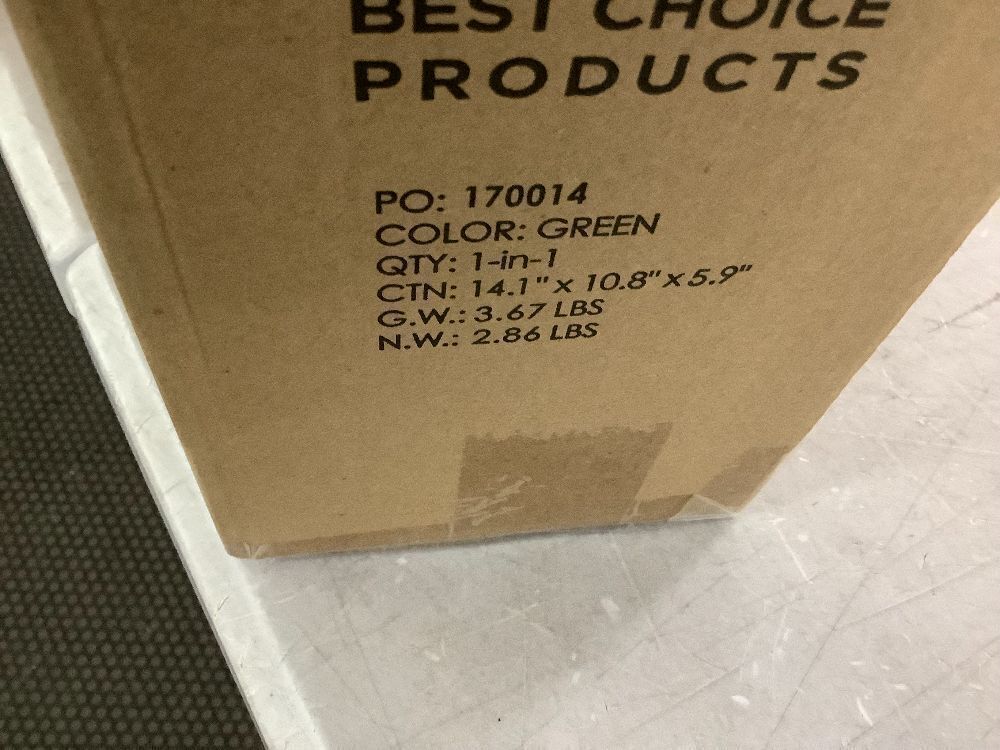 BEST CHOICE
PRODUCTS
PO: 170014
COLOR: GREEN
QTY: 1-in-1
CTN: 14.1" x 10.8" x 5.9"
G.W.: 3.67 LBS
N.W.: 2.86 LBS